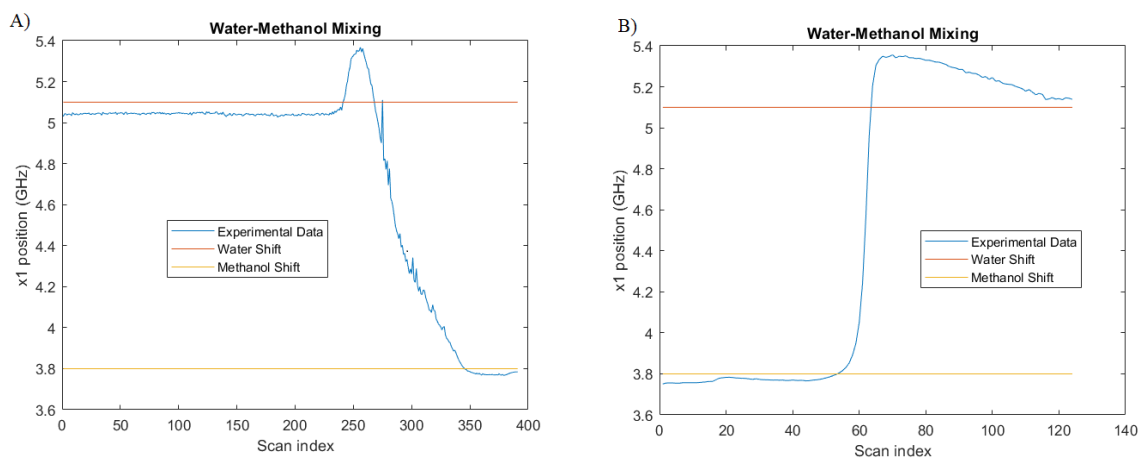 A)
Water-Methanol Mixing
5.4
5.2
5
4.8
4.6
4.4
4.2
4
3.8
3.6
x1 position (GHz)
Experimental Data
Water Shift
Methanol Shift
0 50 100 150 200 250 300 350 400
Scan index
B)
Water-Methanol Mixing
5.4
5.2
5
4.8
4.6
4.4
4.2
4
3.8
3.6
x1 position (GHz)
Experimental Data
Water Shift
Methanol Shift
0 20 40 60 80 100 120 140
Scan index